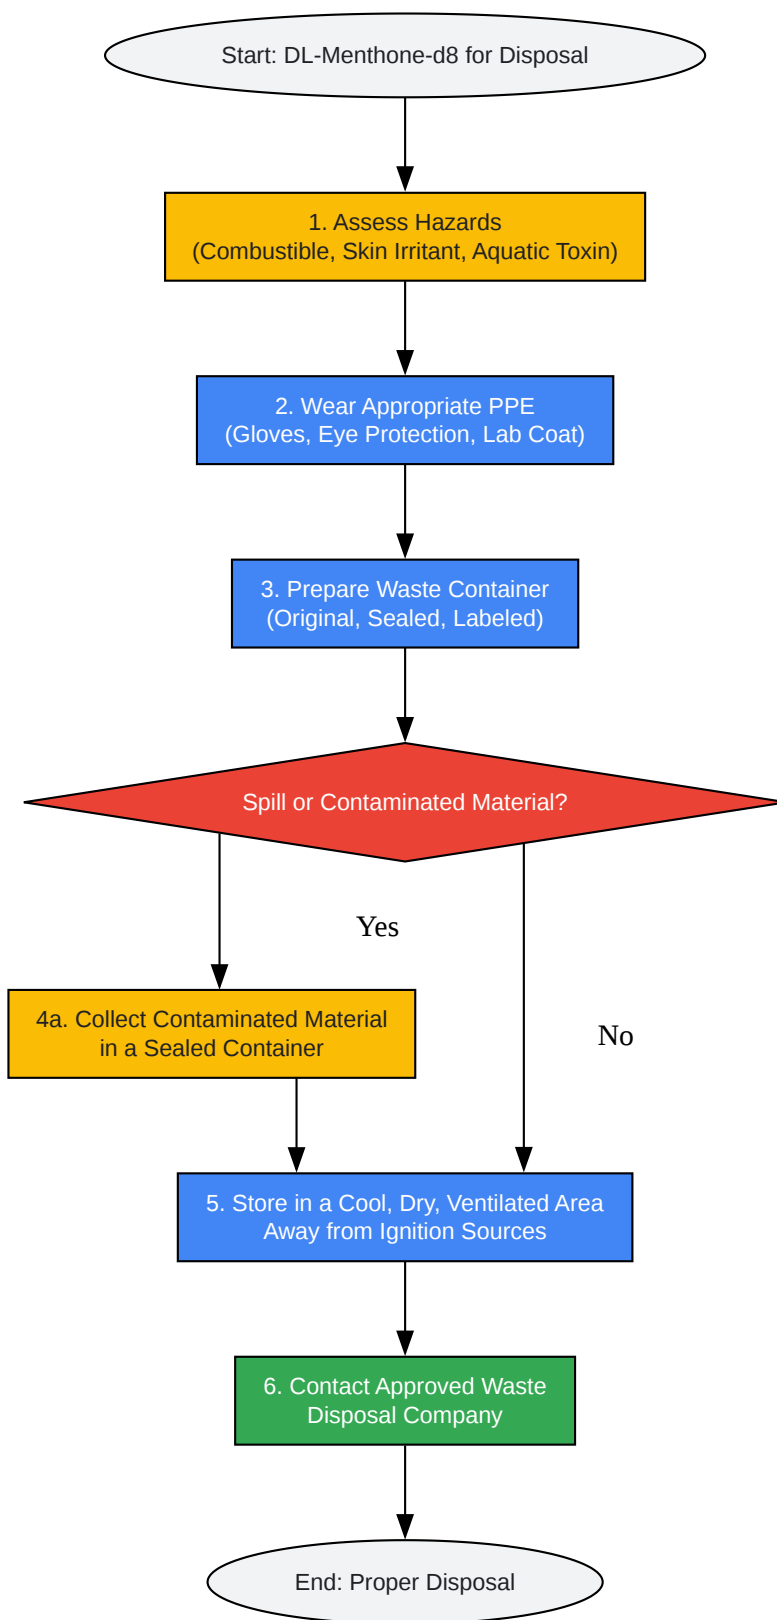 Start: DL-Menthone-d8 for Disposal
1. Assess Hazards
(Combustible, Skin Irritant, Aquatic Toxin)
2. Wear Appropriate PPE
(Gloves, Eye Protection, Lab Coat)
3. Prepare Waste Container
(Original, Sealed, Labeled)
Spill or Contaminated Material?
Yes
4a. Collect Contaminated Material
in a Sealed Container
No
5. Store in a Cool, Dry, Ventilated Area
Away from Ignition Sources
6. Contact Approved Waste
Disposal Company
End: Proper Disposal